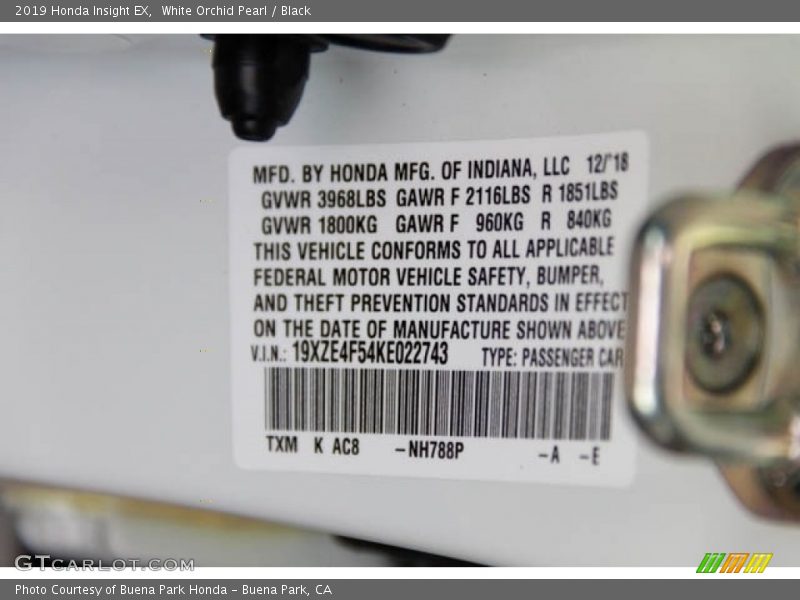 2019 Honda Insight EX,  White Orchid Pearl / Black
MFD. BY HONDA MFG. OF INDIANA, LLC 12/'18
GVWR 3968LBS GAWR F 2116LBS R 1851LBS
GVWR 1800KG GAWR F 960KG R 840KG
THIS VEHICLE CONFORMS TO ALL APPLICABLE
FEDERAL MOTOR VEHICLE SAFETY, BUMPER,
AND THEFT PREVENTION STANDARDS IN EFFECT
ON THE DATE OF MANUFACTURE SHOWN ABOVE
V.I.N.: 19XZE4F54KE022743 TYPE: PASSENGER CAR
TXM K AC8 -NH788P -A -E
GTCARLOT.COM
Photo Courtesy of Buena Park Honda - Buena Park, CA